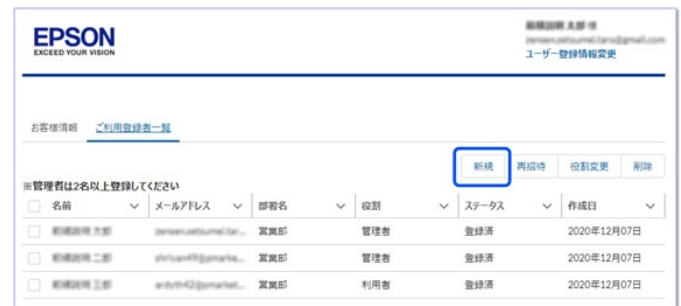 EPSON
EXCEED YOUR VISION
ユーザー登録情報変更
お客様情報 ご利用登録者一覧
新規 再招待 役割変更 削除
※管理者は2名以上登録してください
名前 メールアドレス 部署名 役割 ステータス 作成日
営業部 管理者 登録済 2020年12月07日
営業部 管理者 登録済 2020年12月07日
営業部 利用者 登録済 2020年12月07日